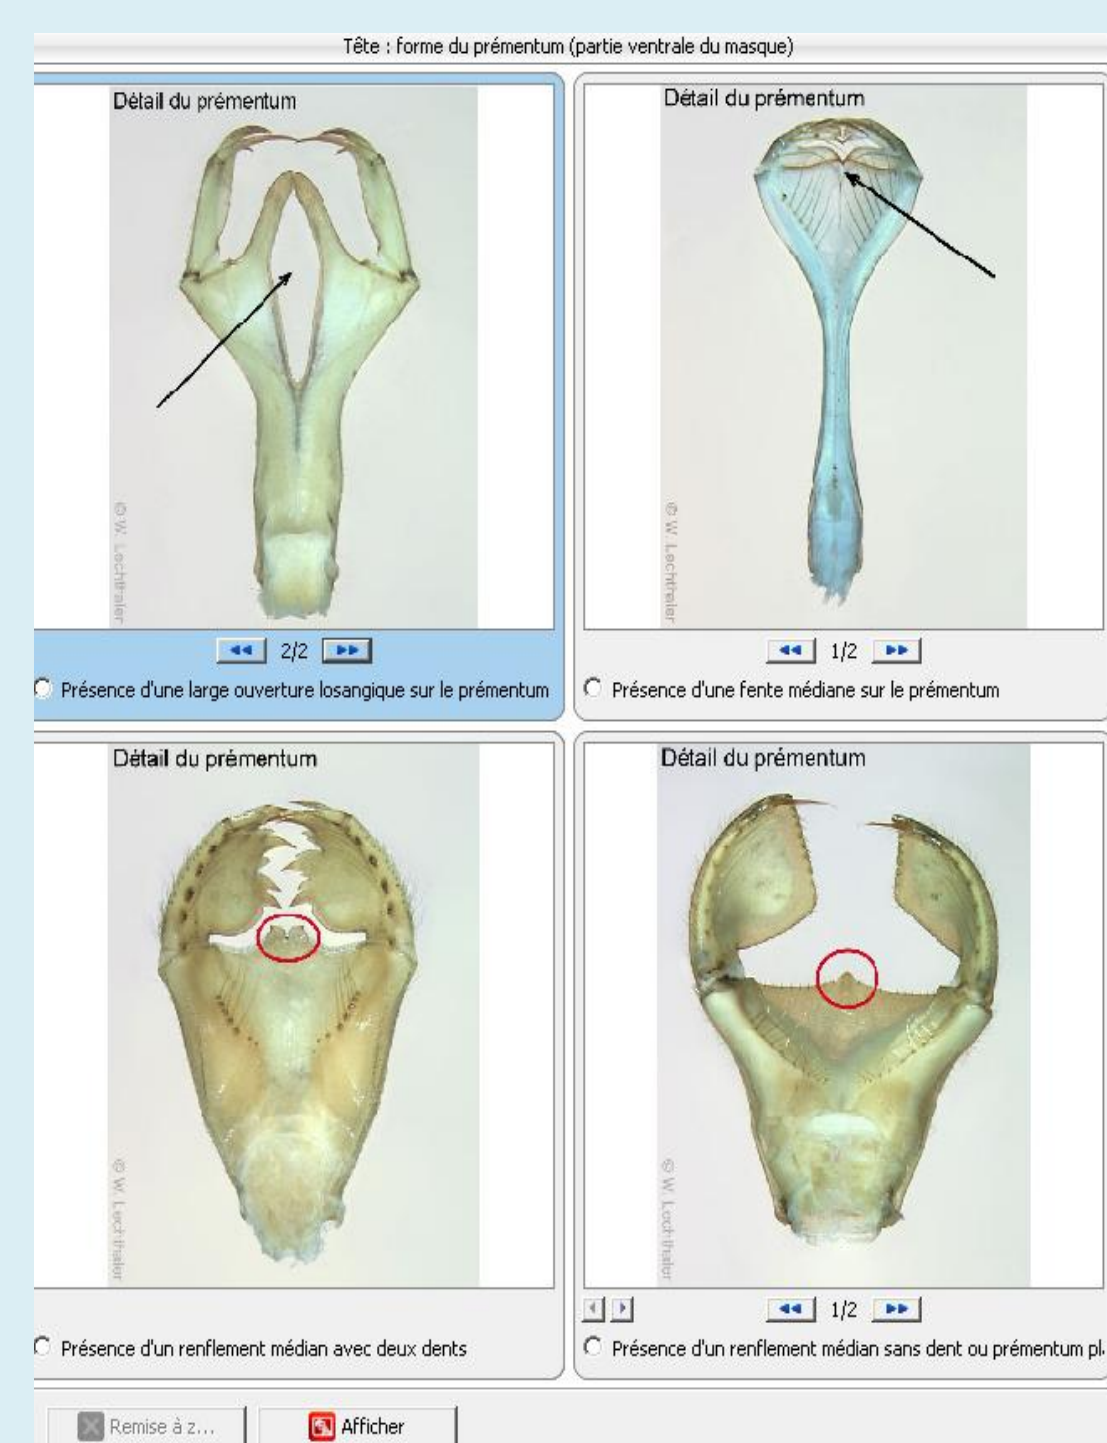 Tête : forme du prémentum (partie ventrale du masque)
Détail du prémentum
© W. Lechthaler
2/2
Présence d'une large ouverture losangique sur le prémentum
Détail du prémentum
© W. Lechthaler
1/2
Présence d'une fente médiane sur le prémentum
Détail du prémentum
© W. Lechthaler
Présence d'un renflement médian avec deux dents
Détail du prémentum
© W. Lechthaler
1/2
Présence d'un renflement médian sans dent ou prémentum pl
Remise à z...
Afficher